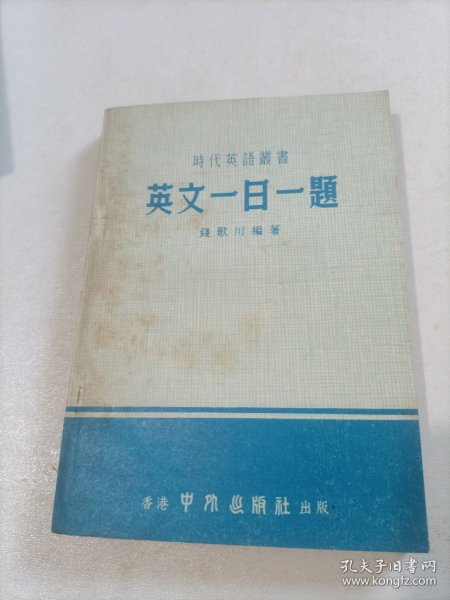 時代英語叢書
英文一日一題
錢歌川編著
香港 中外出版社 出版
孔夫子旧书网
www.kongfz.com